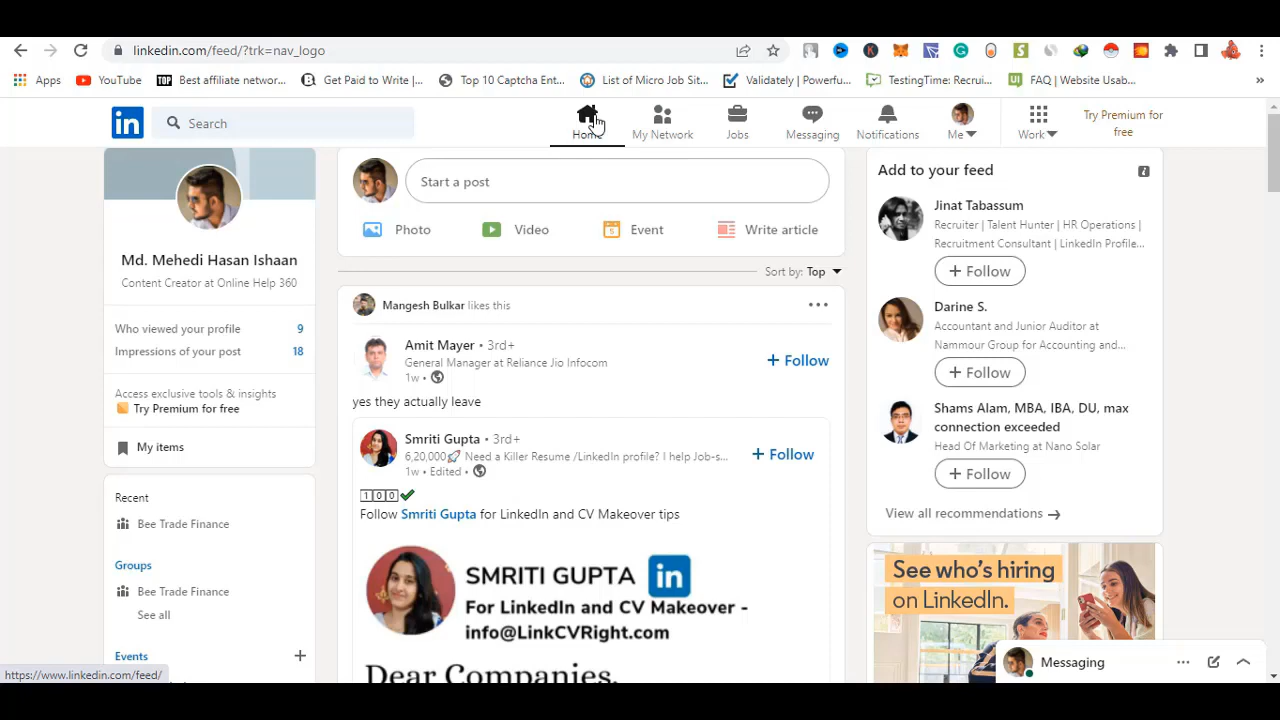 linkedin.com/feed/?trk=nav_logo
Apps
YouTube
TOP
Best affiliate networ...
Get Paid to Write |...
Top 10 Captcha Ent...
List of Micro Job Sit...
Validately | Powerfu...
TestingTime: Recrui...
UI
FAQ | Website Usab...
»
in
Search
Home
My Network
Jobs
Messaging
Notifications
Me
Work
Try Premium for
free
Md. Mehedi Hasan Ishaan
Content Creator at Online Help 360
Who viewed your profile 9
Impressions of your post 18
Access exclusive tools & insights
Try Premium for free
My items
Recent
Bee Trade Finance
Groups
Bee Trade Finance
See all
Events +
https://www.linkedin.com/feed/
Start a post
Photo
Video
Event
Write article
Sort by: Top
Mangesh Bulkar likes this
Amit Mayer • 3rd+
General Manager at Reliance Jio Infocom
1w •
+ Follow
yes they actually leave
Smriti Gupta • 3rd+
6,20,000🚀 Need a Killer Resume /LinkedIn profile? I help Job-s...
1w • Edited •
+ Follow
100✔
Follow Smriti Gupta for LinkedIn and CV Makeover tips
SMRITI GUPTA in
For LinkedIn and CV Makeover -
info@LinkCVRight.com
Dear Companies,
Add to your feed
Jinat Tabassum
Recruiter | Talent Hunter | HR Operations |
Recruitment Consultant | LinkedIn Profile...
+ Follow
Darine S.
Accountant and Junior Auditor at
Nammour Group for Accounting and...
+ Follow
Shams Alam, MBA, IBA, DU, max
connection exceeded
Head Of Marketing at Nano Solar
+ Follow
View all recommendations →
See who's hiring
on LinkedIn.
Messaging